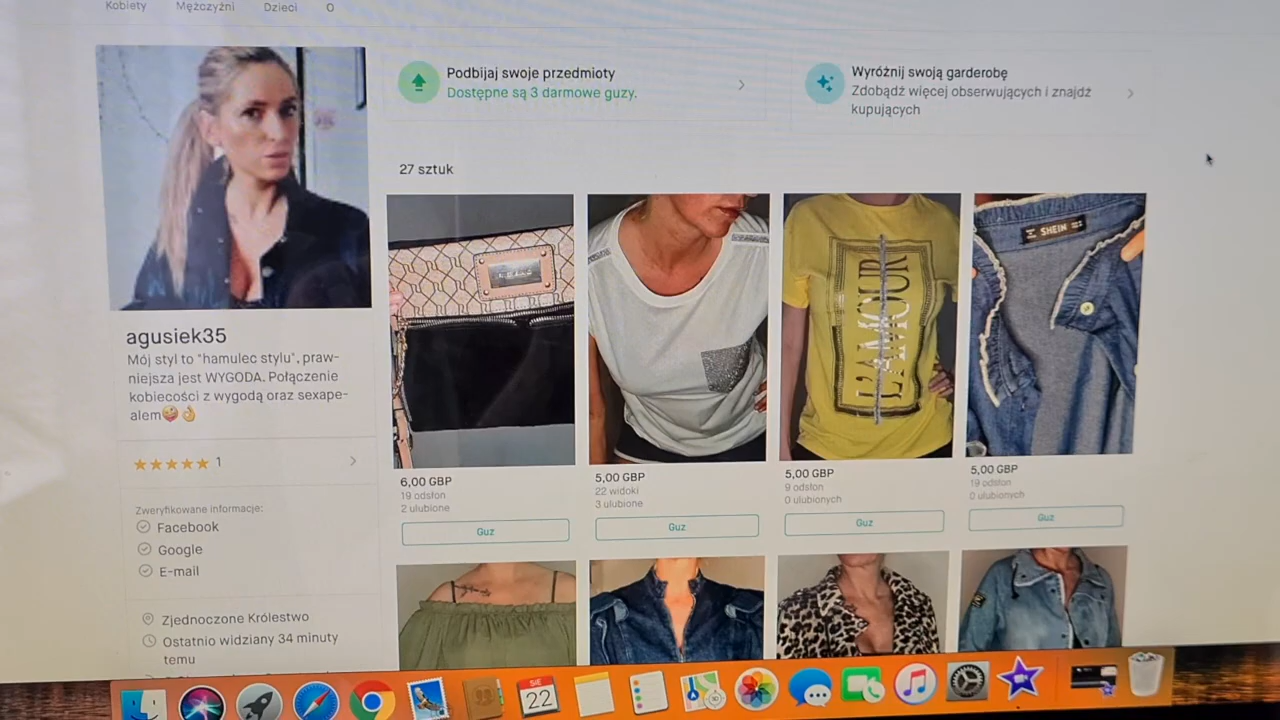 Kobiety Mężczyźni Dzieci O
Podbijaj swoje przedmioty
Dostępne są 3 darmowe guzy.
Wyróżnij swoją garderobę
Zdobądź więcej obserwujących i znajdź
kupujących
27 sztuk
SHEIN
L'AMOUR
agusiek35
Mój styl to "hamulec stylu", praw-
niejsza jest WYGODA. Połączenie
kobiecości z wygodą oraz sexape-
alem🤪👌
1
Zweryfikowane informacje:
Facebook
Google
E-mail
Zjednoczone Królestwo
Ostatnio widziany 34 minuty
temu
6,00 GBP
19 odsłon
2 ulubione
Guz
5,00 GBP
22 widoki
3 ulubione
Guz
5,00 GBP
9 odsłon
0 ulubionych
Guz
5,00 GBP
19 odsłon
0 ulubionych
Guz
SIE
22